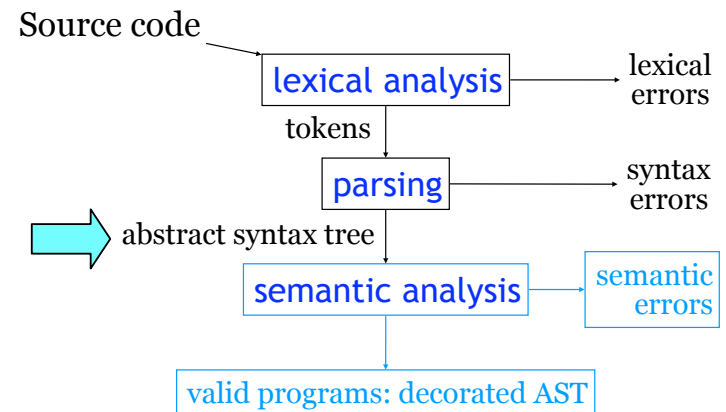 Source code
lexical analysis
lexical
errors
tokens
parsing
syntax
errors
abstract syntax tree
semantic analysis
semantic
errors
valid programs: decorated AST